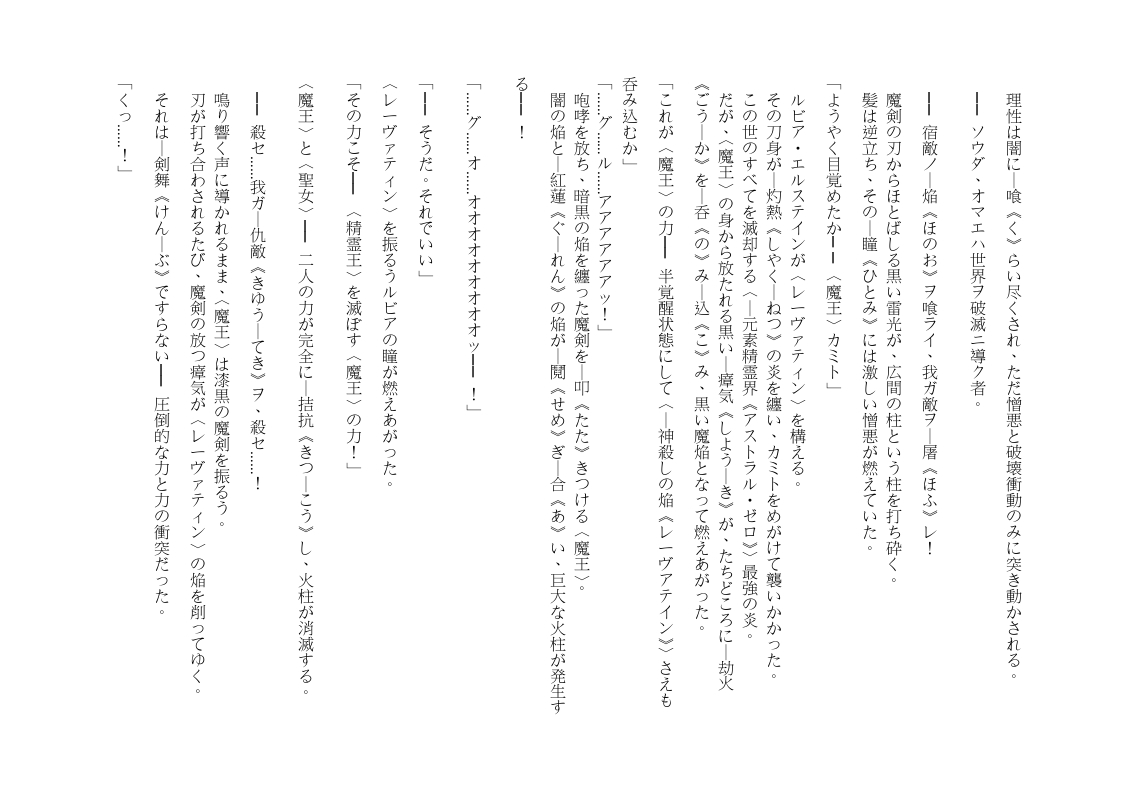 理性は闇に―喰《く》らい尽くされ、ただ憎悪と破壊衝動のみに突き動かされる。
━━ ソウダ、オマエハ世界ヲ破滅ニ導ク者。
━━ 宿敵ノ―焔《ほのお》ヲ喰ライ、我ガ敵ヲ―屠《ほふ》レ！
魔剣の刃からほとばしる黒い雷光が、広間の柱という柱を打ち砕く。
髪は逆立ち、その―瞳《ひとみ》には激しい憎悪が燃えていた。
「ようやく目覚めたか━━〈魔王〉カミト」
ルビア・エルステインが〈レーヴァティン〉を構える。
その刀身が―灼熱《しゃく―ねつ》の炎を纏い、カミトをめがけて襲いかかった。
この世のすべてを滅却する〈―元素精霊界《アストラル・ゼロ》〉最強の炎。
だが、〈魔王〉の身から放たれる黒い―瘴気《しよう―き》が、たちどころに―劫火
《ごう―か》を―呑《の》み―込《こ》み、黒い魔焔となって燃えあがった。
「これが〈魔王〉の力━━ 半覚醒状態にして〈―神殺しの焔《レーヴァテイン》〉さえも
呑み込むか」
「……グ……ル……アアアアアッ！」
咆哮を放ち、暗黒の焔を纏った魔剣を―叩《たた》きつける〈魔王〉。
闇の焔と―紅蓮《ぐ―れん》の焔が―鬩《せめ》ぎ―合《あ》い、巨大な火柱が発生す
る━━！
「……グ……オ……オオオオオオオオオッ━━！」
「━━ そうだ。それでいい」
〈レーヴァティン〉を振るうルビアの瞳が燃えあがった。
「その力こそ━━ 〈精霊王〉を滅ぼす〈魔王〉の力！」
〈魔王〉と〈聖女〉━━ 二人の力が完全に―拮抗《きつ―こう》し、火柱が消滅する。
━━ 殺セ……我ガ―仇敵《きゆう―てき》ヲ、殺セ……！
鳴り響く声に導かれるまま、〈魔王〉は漆黒の魔剣を振るう。
刃が打ち合わされるたび、魔剣の放つ瘴気が〈レーヴァティン〉の焔を削ってゆく。
それは―剣舞《けん―ぶ》ですらない━━ 圧倒的な力と力の衝突だった。
「くっ……！」